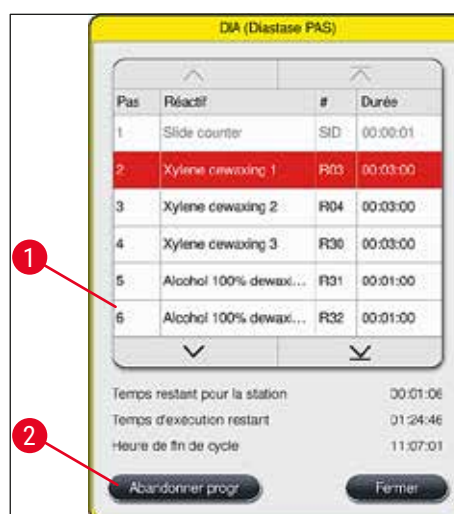 DIA (Diastase PAS)
Pas Réactif # Durée
1 Slide counter SID 00:00:01
2 Xylene cewaxing 1 R03 00:03:00
3 Xylene cewaxing 2 R04 00:03:00
4 Xylene cewaxing 3 R30 00:03:00
5 Alcohol 100% dewaxi... R31 00:01:00
1
6 Alcohol 100% dewaxi... R32 00:01:00
Temps restant pour la station 00:01:06
Temps d'exécution restant 01:24:46
2
Heure de fin de cycle 11:07:01
Abandonner progr Fermer